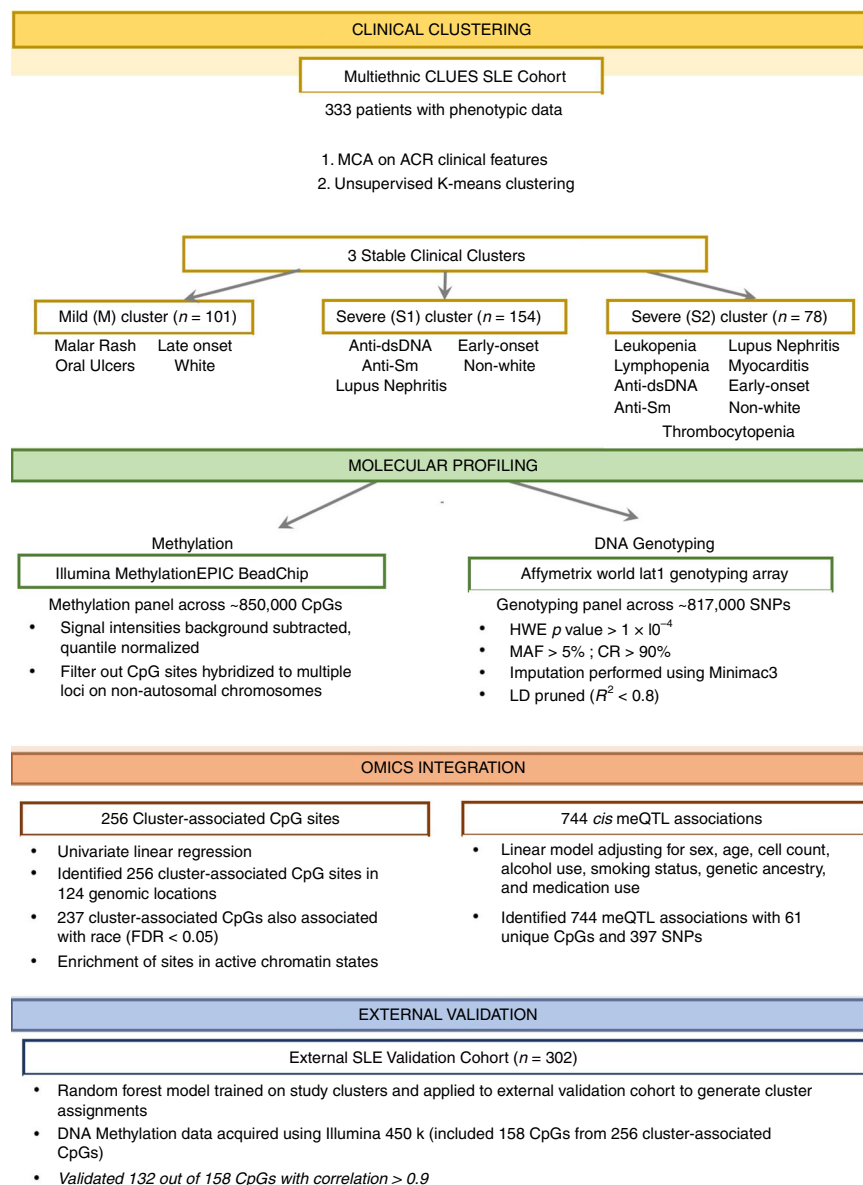 CLINICAL CLUSTERING
Multiethnic CLUES SLE Cohort
333 patients with phenotypic data
1. MCA on ACR clinical features
2. Unsupervised K-means clustering
3 Stable Clinical Clusters
Mild (M) cluster (n = 101)
Malar Rash Late onset
Oral Ulcers White
Severe (S1) cluster (n = 154)
Anti-dsDNA Early-onset
Anti-Sm Non-white
Lupus Nephritis
Severe (S2) cluster (n = 78)
Leukopenia Lupus Nephritis
Lymphopenia Myocarditis
Anti-dsDNA Early-onset
Anti-Sm Non-white
Thrombocytopenia
MOLECULAR PROFILING
Methylation
Illumina MethylationEPIC BeadChip
Methylation panel across ~850,000 CpGs
• Signal intensities background subtracted,
quantile normalized
• Filter out CpG sites hybridized to multiple
loci on non-autosomal chromosomes
DNA Genotyping
Affymetrix world lat1 genotyping array
Genotyping panel across ~817,000 SNPs
• HWE p value > 1 × l0⁻⁴
• MAF > 5% ; CR > 90%
• Imputation performed using Minimac3
• LD pruned (R² < 0.8)
OMICS INTEGRATION
256 Cluster-associated CpG sites
• Univariate linear regression
• Identified 256 cluster-associated CpG sites in
124 genomic locations
• 237 cluster-associated CpGs also associated
with race (FDR < 0.05)
• Enrichment of sites in active chromatin states
744 cis meQTL associations
• Linear model adjusting for sex, age, cell count,
alcohol use, smoking status, genetic ancestry,
and medication use
• Identified 744 meQTL associations with 61
unique CpGs and 397 SNPs
EXTERNAL VALIDATION
External SLE Validation Cohort (n = 302)
• Random forest model trained on study clusters and applied to external validation cohort to generate cluster
assignments
• DNA Methylation data acquired using Illumina 450 k (included 158 CpGs from 256 cluster-associated
CpGs)
• Validated 132 out of 158 CpGs with correlation > 0.9